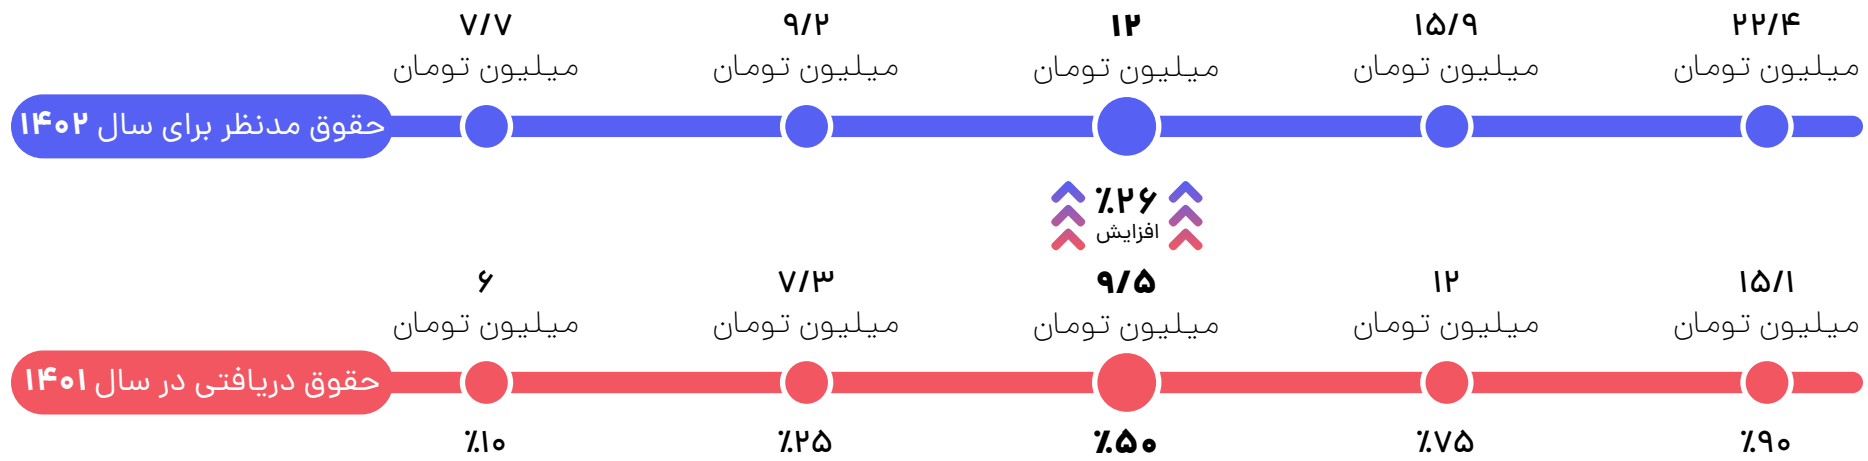 ۷/۷
میلیون تومان
۹/۲
میلیون تومان
۱۲
میلیون تومان
۱۵/۹
میلیون تومان
۲۲/۴
میلیون تومان
حقوق مدنظر برای سال ۱۴۰۲
٪۲۶
افزایش
۶
میلیون تومان
۷/۳
میلیون تومان
۹/۵
میلیون تومان
۱۲
میلیون تومان
۱۵/۱
میلیون تومان
حقوق دریافتی در سال ۱۴۰۱
٪۱۰
٪۲۵
٪۵۰
٪۷۵
٪۹۰